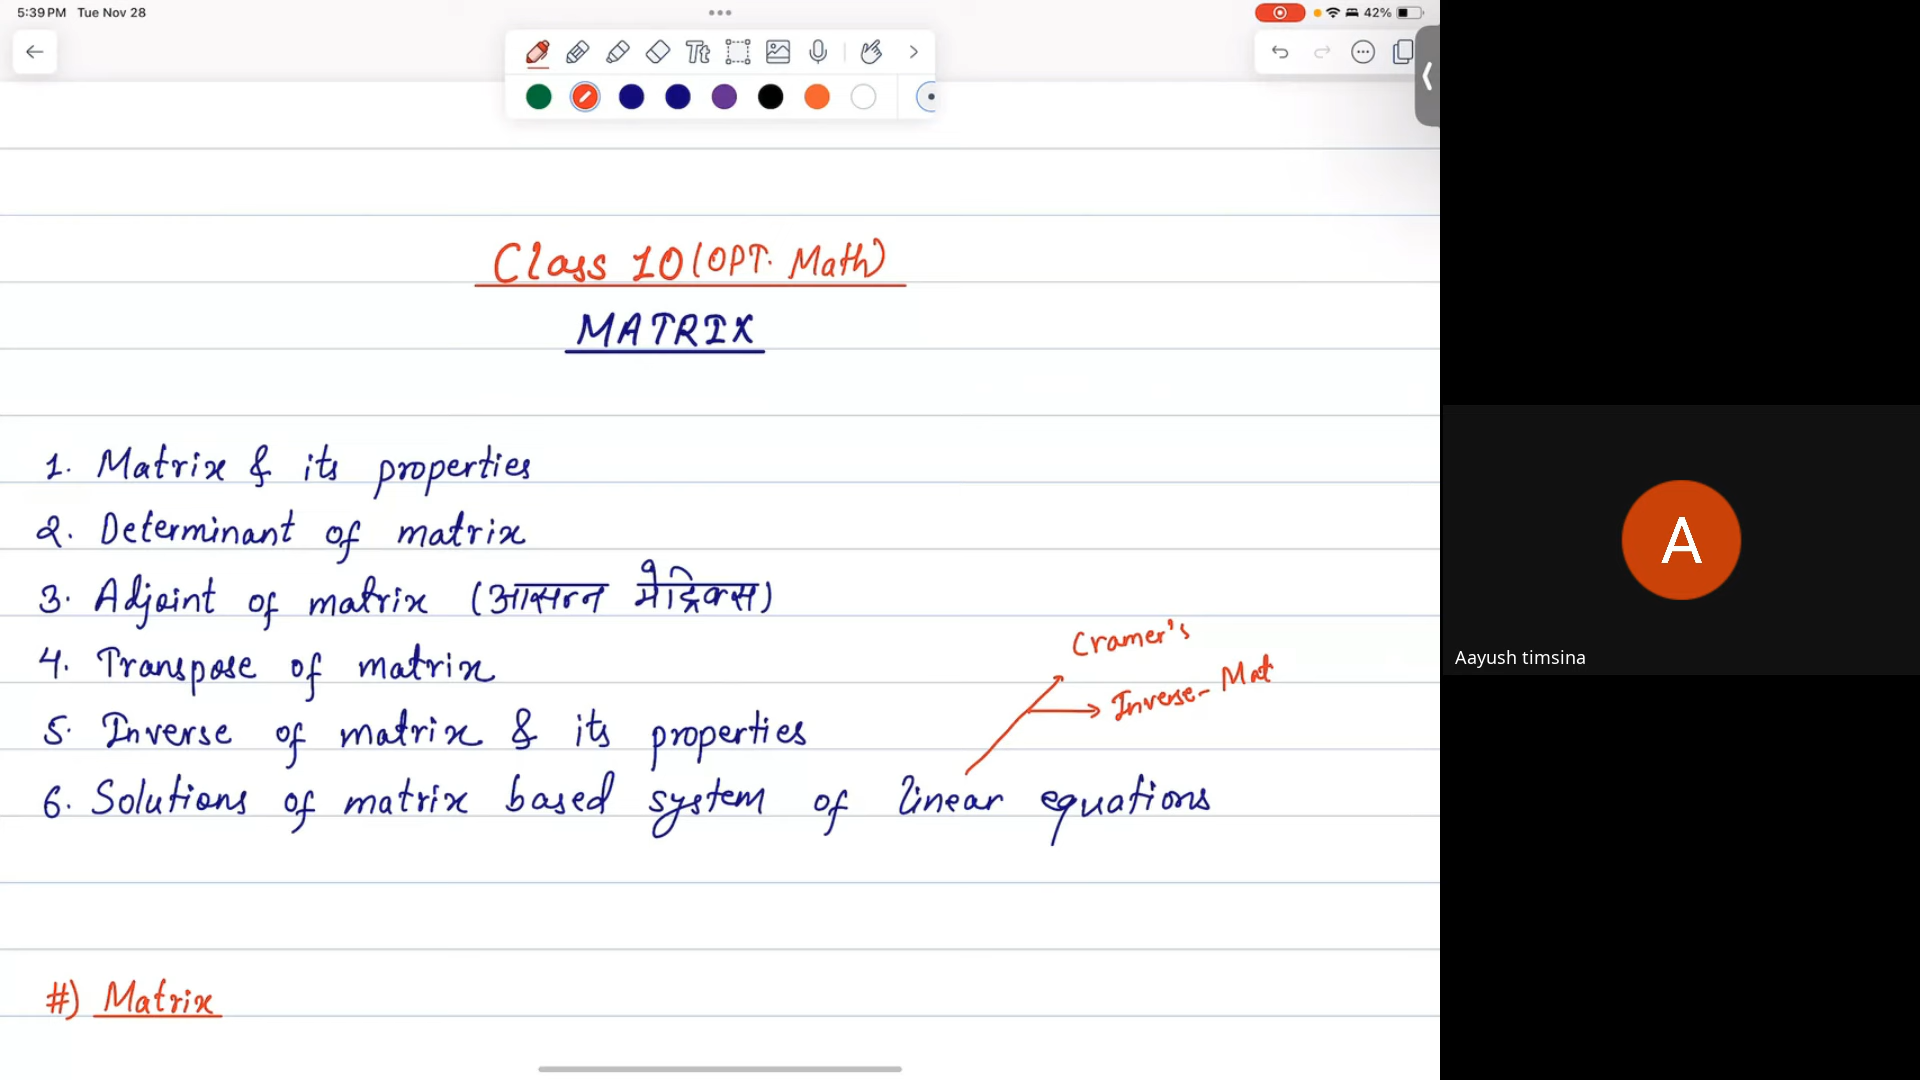 5:39 PM Tue Nov 28
42%
Tt
Class 10 (OPT. Math)
MATRIX
1. Matrix & its properties
2. Determinant of matrix
3. Adjoint of matrix (आसन्न मैट्रिक्स)
4. Transpose of matrix
Cramer's
Inverse - Mat
5. Inverse of matrix & its properties
6. Solutions of matrix based system of linear equations
#) Matrix
A
Aayush timsina